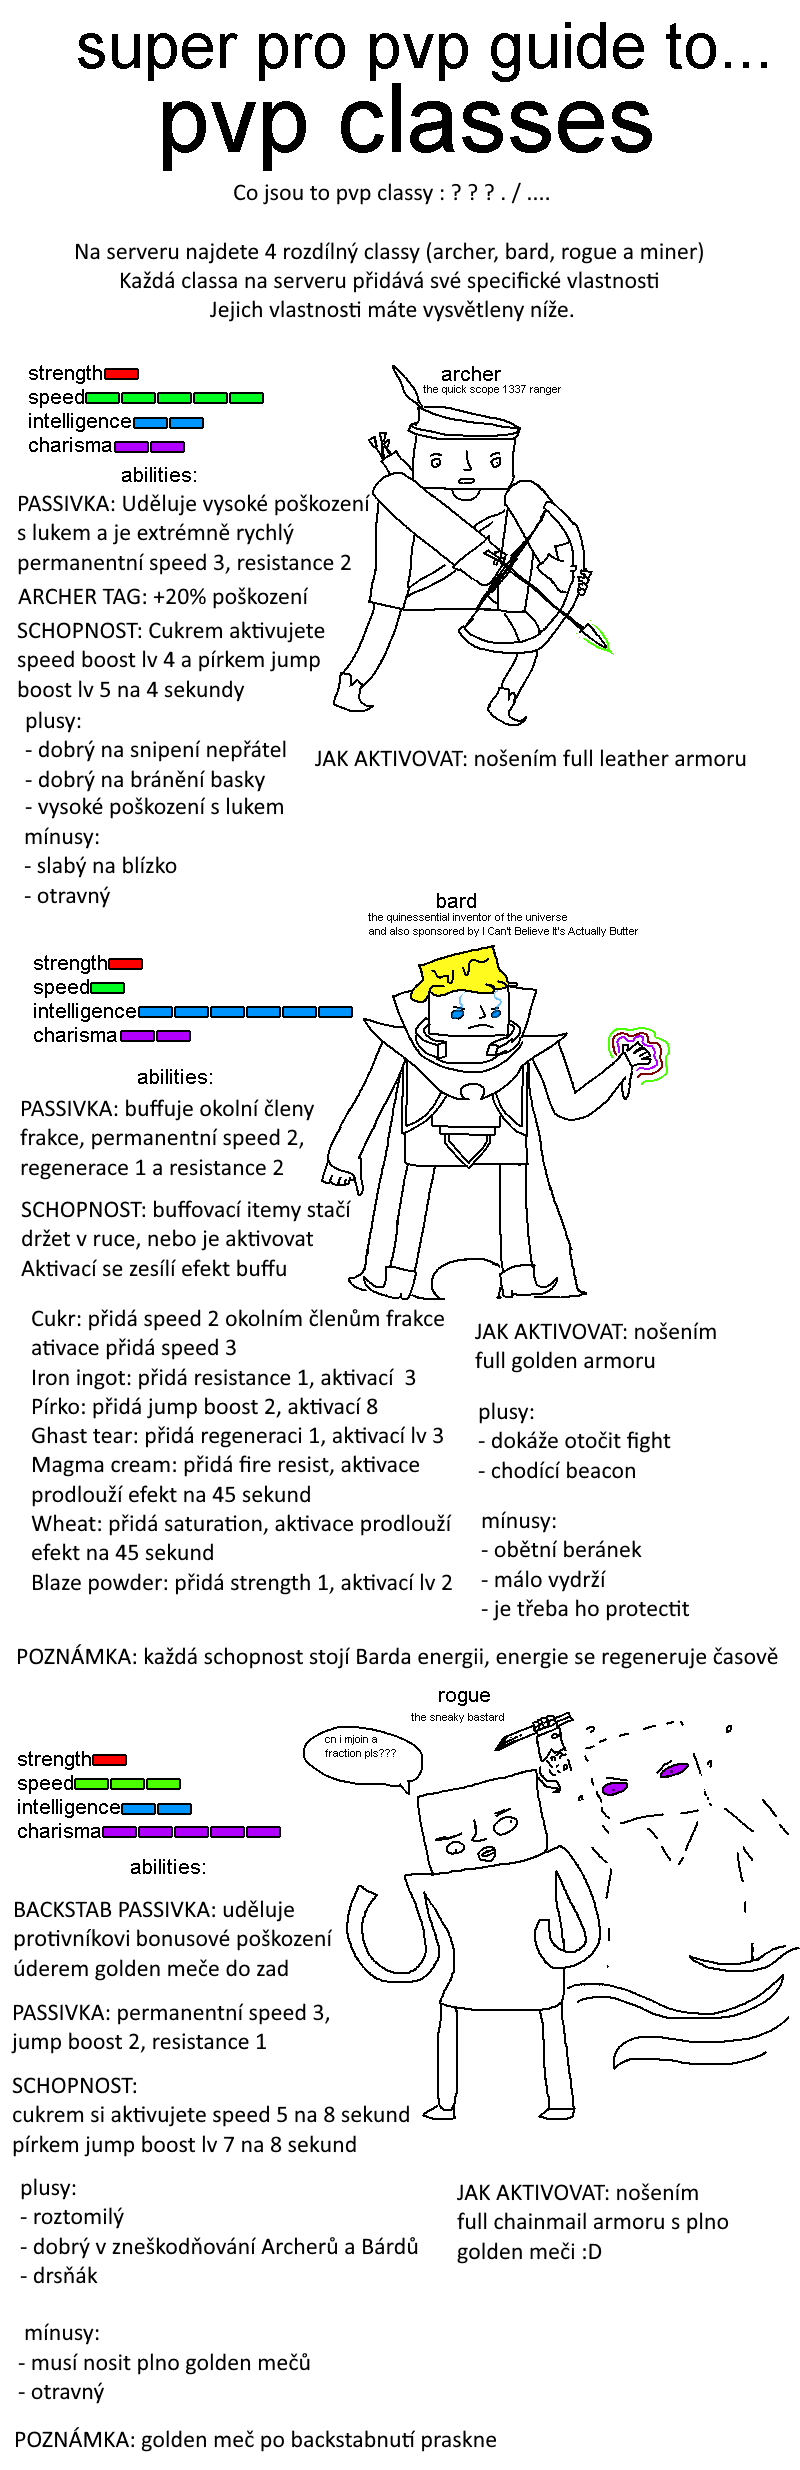 super pro pvp guide to...
pvp classes
Co jsou to pvp classy : ? ? ? . / ....
Na serveru najdete 4 rozdílný classy (archer, bard, rogue a miner)
Každá classa na serveru přidává své specifické vlastnosti
Jejich vlastnosti máte vysvětleny níže.
strength
speed
intelligence
charisma
archer
the quick scope 1337 ranger
abilities:
PASSIVKA: Uděluje vysoké poškození
s lukem a je extrémně rychlý
permanentní speed 3, resistance 2
ARCHER TAG: +20% poškození
SCHOPNOST: Cukrem aktivujete
speed boost lv 4 a pírkem jump
boost lv 5 na 4 sekundy
plusy:
- dobrý na snipení nepřátel
- dobrý na bránění basky
- vysoké poškození s lukem
mínusy:
- slabý na blízko
- otravný
JAK AKTIVOVAT: nošením full leather armoru
bard
the quinessential inventor of the universe
and also sponsored by I Can't Believe It's Actually Butter
strength
speed
intelligence
charisma
abilities:
PASSIVKA: buffuje okolní členy
frakce, permanentní speed 2,
regenerace 1 a resistance 2
SCHOPNOST: buffovací itemy stačí
držet v ruce, nebo je aktivovat
Aktivací se zesílí efekt buffu
Cukr: přidá speed 2 okolním členům frakce
ativace přidá speed 3
Iron ingot: přidá resistance 1, aktivací  3
Pírko: přidá jump boost 2, aktivací 8
Ghast tear: přidá regeneraci 1, aktivací lv 3
Magma cream: přidá fire resist, aktivace
prodlouží efekt na 45 sekund
Wheat: přidá saturation, aktivace prodlouží
efekt na 45 sekund
Blaze powder: přidá strength 1, aktivací lv 2
JAK AKTIVOVAT: nošením
full golden armoru
plusy:
- dokáže otočit fight
- chodící beacon
mínusy:
- obětní beránek
- málo vydrží
- je třeba ho protectit
POZNÁMKA: každá schopnost stojí Barda energii, energie se regeneruje časově
rogue
the sneaky bastard
cn i mjoin a
fraction pls???
strength
speed
intelligence
charisma
abilities:
BACKSTAB PASSIVKA: uděluje
protivníkovi bonusové poškození
úderem golden meče do zad
PASSIVKA: permanentní speed 3,
jump boost 2, resistance 1
SCHOPNOST:
cukrem si aktivujete speed 5 na 8 sekund
pírkem jump boost lv 7 na 8 sekund
plusy:
- roztomilý
- dobrý v zneškodňování Archerů a Bárdů
- drsňák
JAK AKTIVOVAT: nošením
full chainmail armoru s plno
golden meči :D
mínusy:
- musí nosit plno golden mečů
- otravný
POZNÁMKA: golden meč po backstabnutí praskne